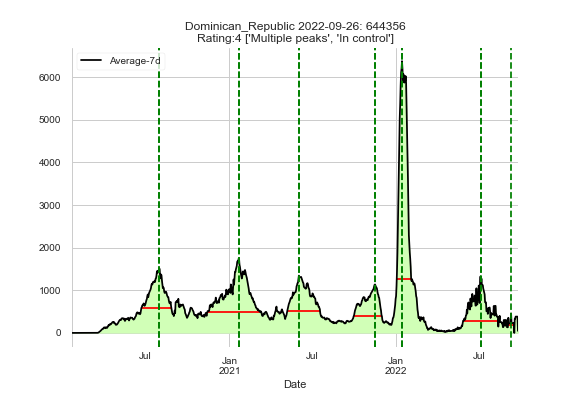 Dominican_Republic 2022-09-26: 644356
Rating:4 ['Multiple peaks', 'In control']
Average-7d
6000
5000
4000
3000
2000
1000
0
Jul
Jan
2021
Jul
Jan
2022
Jul
Date